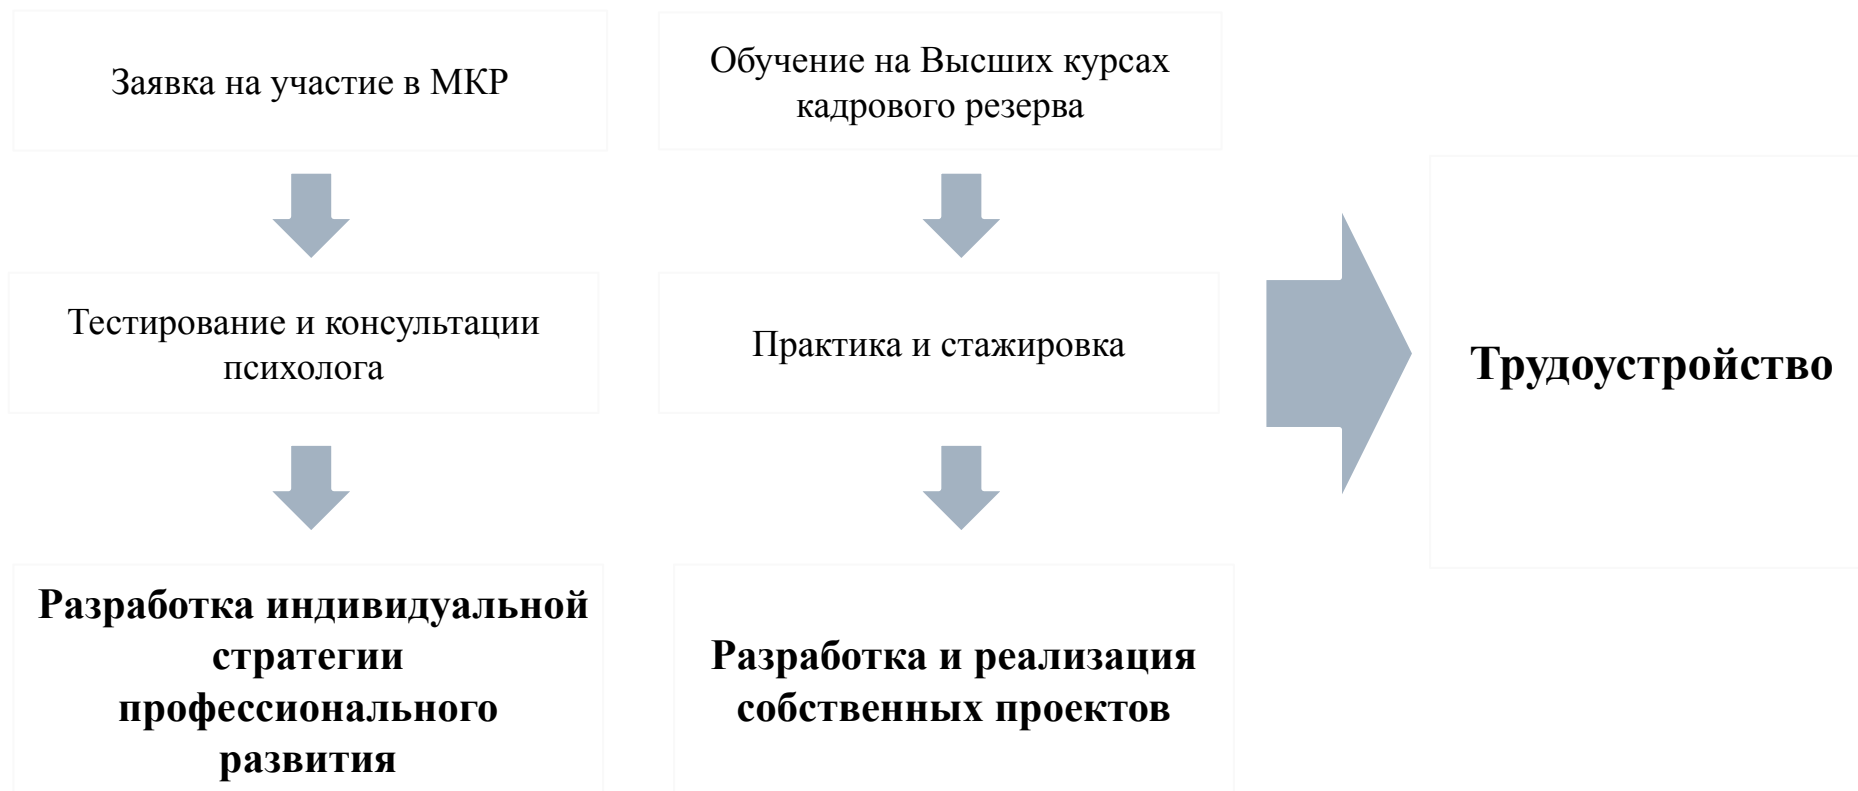 Заявка на участие в МКР
Тестирование и консультации
психолога
Разработка индивидуальной
стратегии
профессионального
развития
Обучение на Высших курсах
кадрового резерва
Практика и стажировка
Разработка и реализация
собственных проектов
Трудоустройство